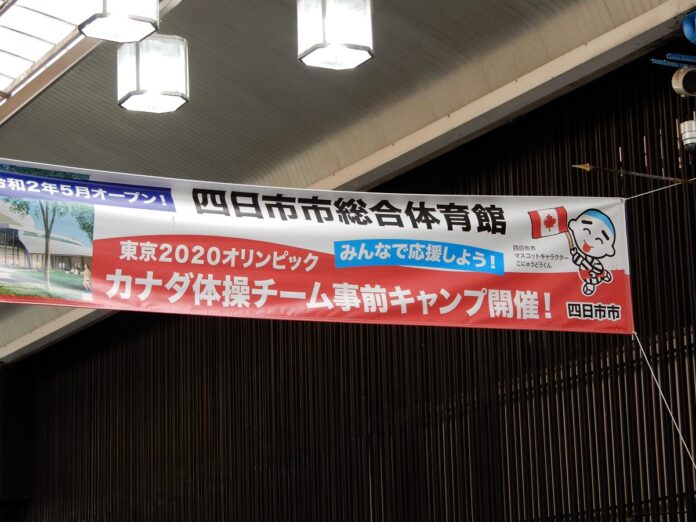 令和2年5月オープン!
四日市市総合体育館
東京2020オリンピック
みんなで応援しよう!
カナダ体操チーム事前キャンプ開催!
四日市市
マスコットキャラクター
こにゅうどうくん
四日市市